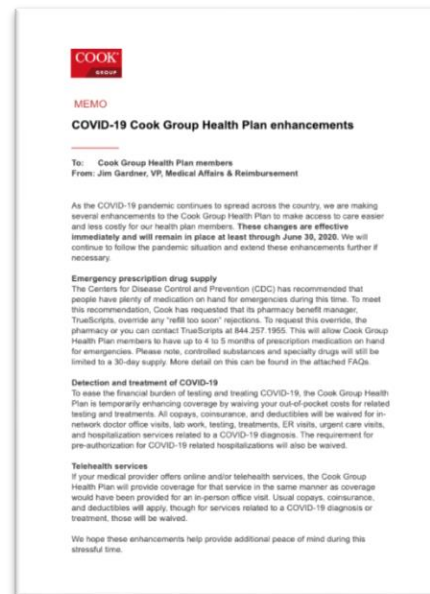 COOK
GROUP
MEMO
COVID-19 Cook Group Health Plan enhancements
To: Cook Group Health Plan members
From: Jim Gardner, VP, Medical Affairs & Reimbursement
As the COVID-19 pandemic continues to spread across the country, we are making
several enhancements to the Cook Group Health Plan to make access to care easier
and less costly for our health plan members. These changes are effective
immediately and will remain in place at least through June 30, 2020. We will
continue to follow the pandemic situation and extend these enhancements further if
necessary.
Emergency prescription drug supply
The Centers for Disease Control and Prevention (CDC) has recommended that
people have plenty of medication on hand for emergencies during this time. To meet
this recommendation, Cook has requested that its pharmacy benefit manager,
TrueScripts, override any "refill too soon" rejections. To request this override, the
pharmacy or you can contact TrueScripts at 844.257.1955. This will allow Cook Group
Health Plan members to have up to 4 to 5 months of prescription medication on hand
for emergencies. Please note, controlled substances and specialty drugs will still be
limited to a 30-day supply. More detail on this can be found in the attached FAQs.
Detection and treatment of COVID-19
To ease the financial burden of testing and treating COVID-19, the Cook Group Health
Plan is temporarily enhancing coverage by waiving your out-of-pocket costs for related
testing and treatments. All copays, coinsurance, and deductibles will be waived for in-
network doctor office visits, lab work, testing, treatments, ER visits, urgent care visits,
and hospitalization services related to a COVID-19 diagnosis. The requirement for
pre-authorization for COVID-19 related hospitalizations will also be waived.
Telehealth services
If your medical provider offers online and/or telehealth services, the Cook Group
Health Plan will provide coverage for that service in the same manner as coverage
would have been provided for an in-person office visit. Usual copays, coinsurance,
and deductibles will apply, though for services related to a COVID-19 diagnosis or
treatment, those will be waived.
We hope these enhancements help provide additional peace of mind during this
stressful time.